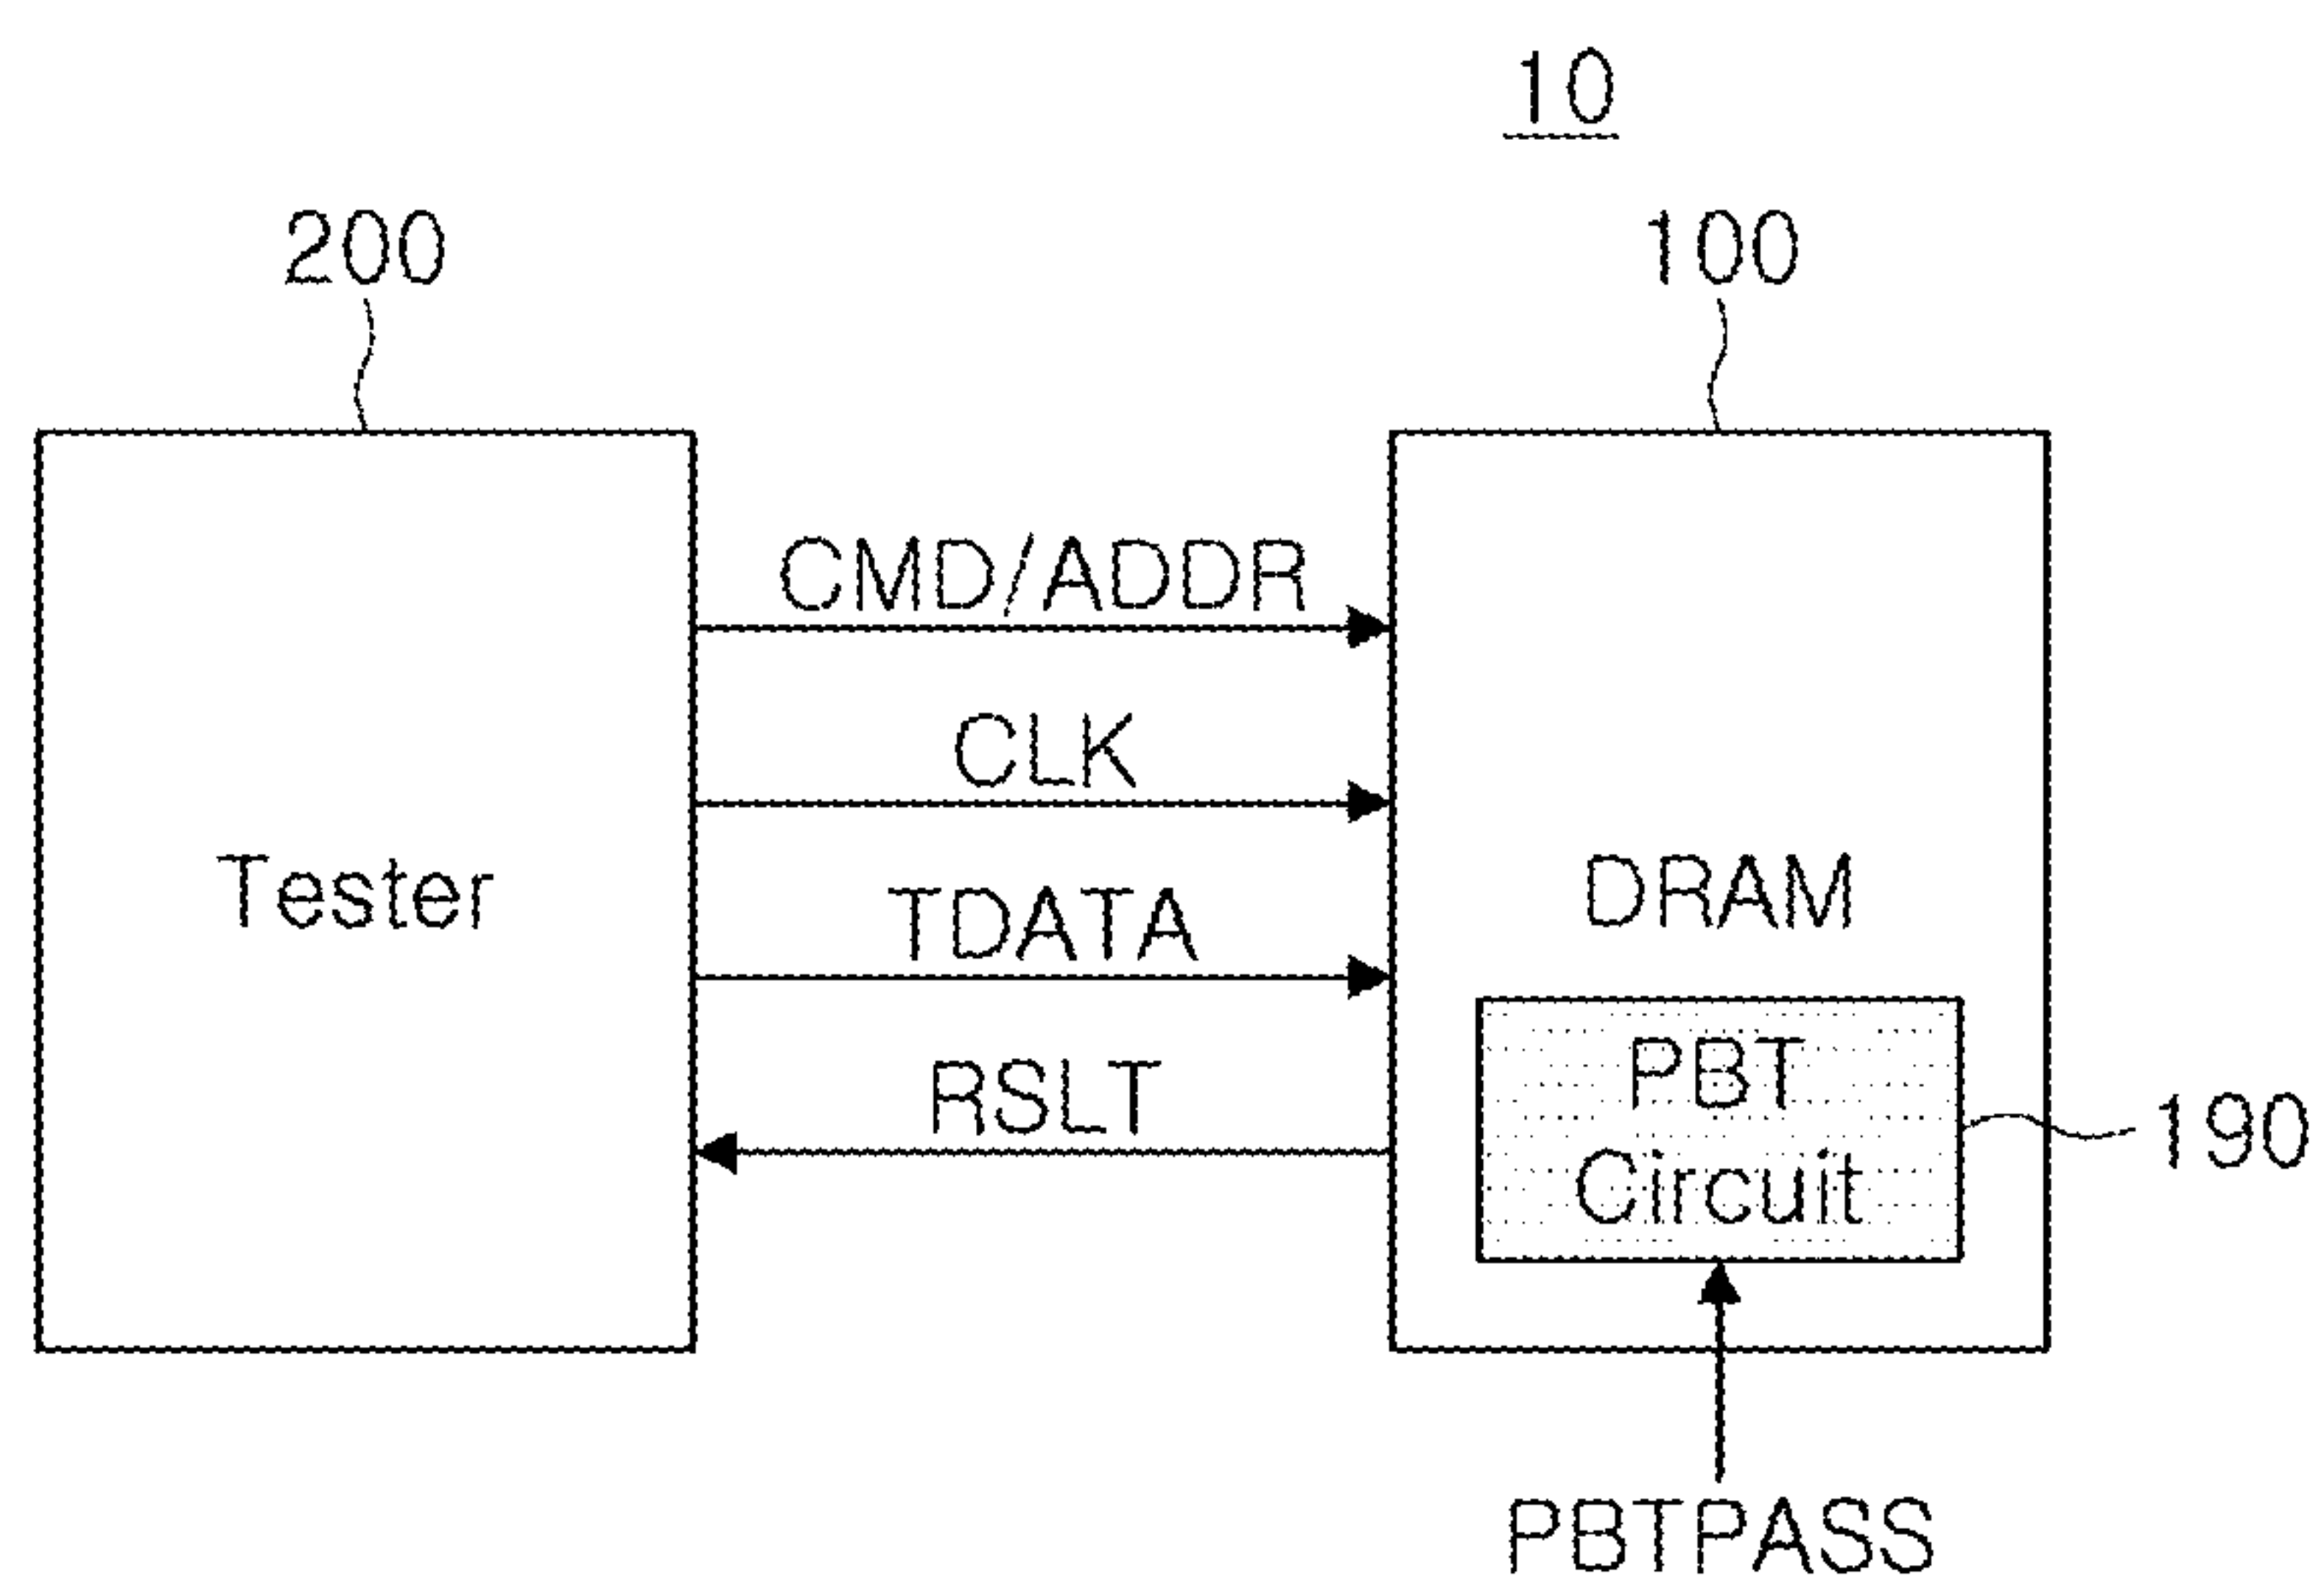 10
200
100
CMD/ADDR
CLK
Tester
TDATA
DRAM
RSLT
PBT
Circuit
190
PBTPASS